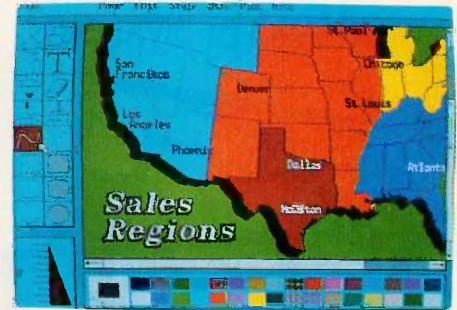 St. Paul
San
Francisco
Chicago
Denver
St. Louis
Los
Angeles
Phoenix
Dallas
Atlanta
Houston
Sales
Regions